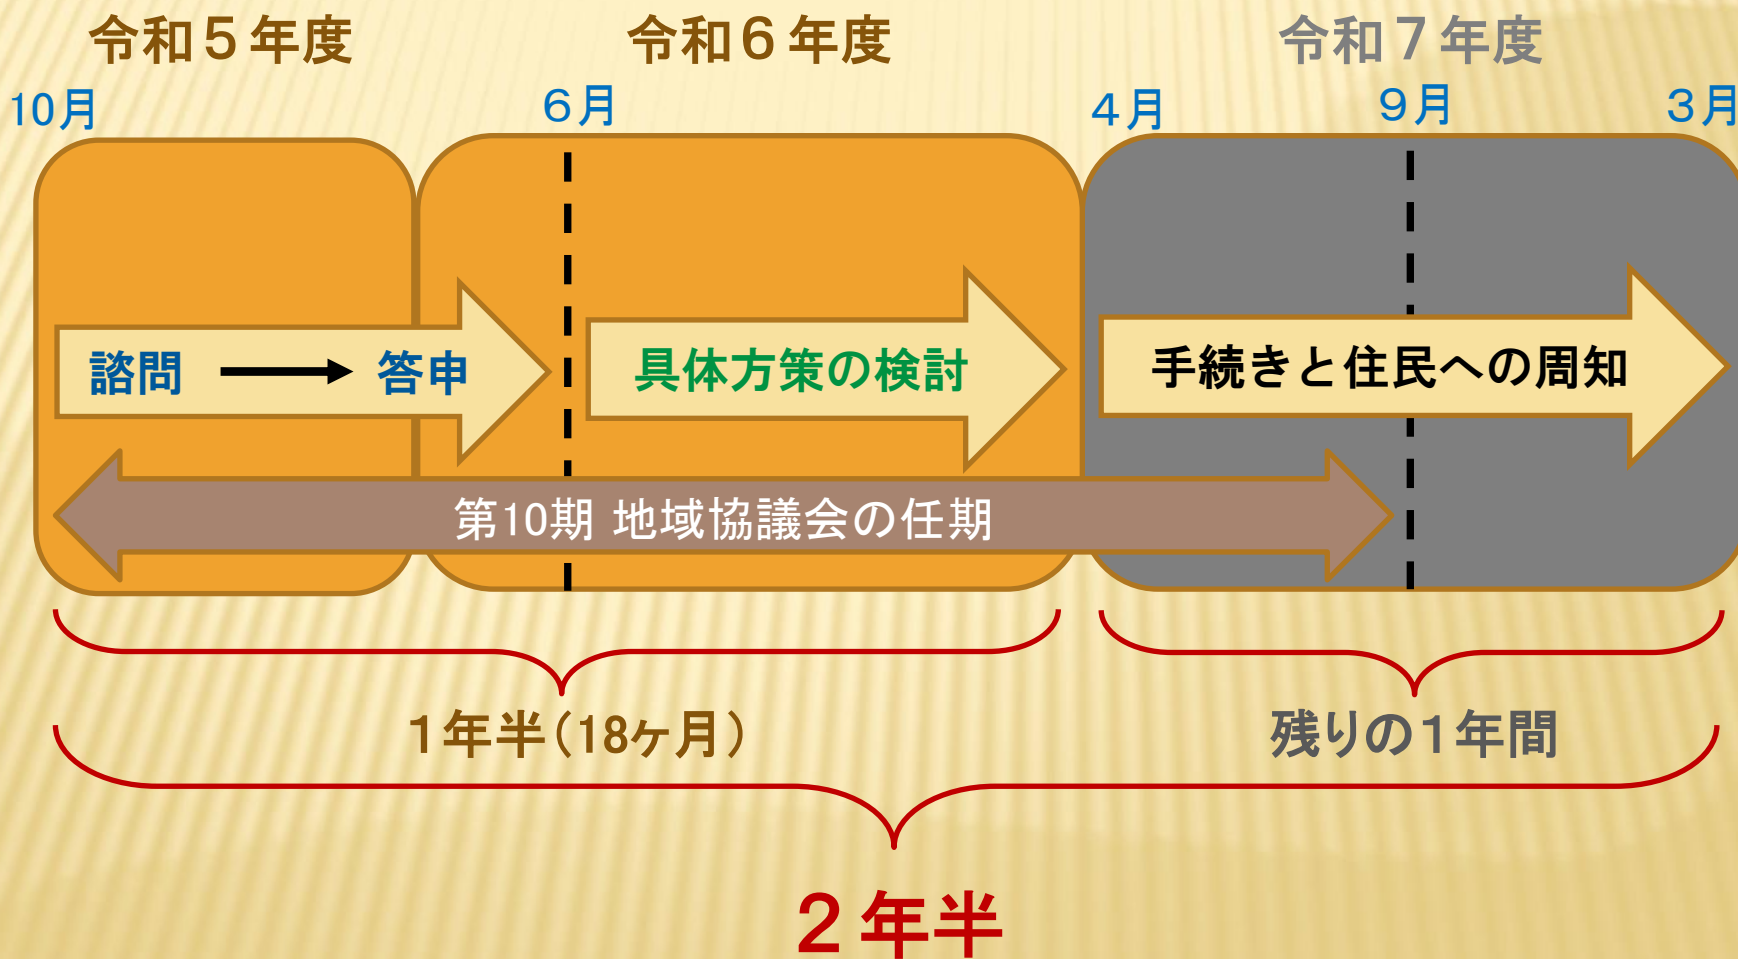 令和５年度
令和６年度
令和７年度
10月
６月
４月
９月
３月
諮問
答申
具体方策の検討
手続きと住民への周知
第10期 地域協議会の任期
１年半（18ヶ月）
残りの１年間
２年半